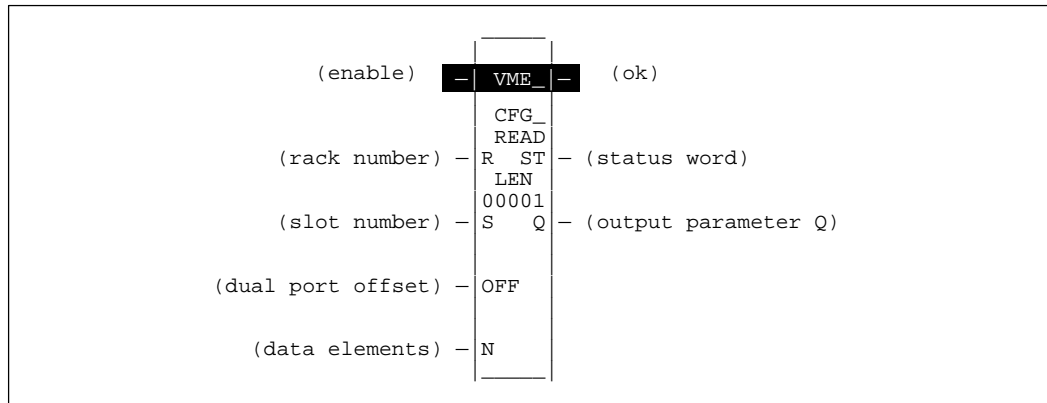 (enable) –| VME_|– (ok)
CFG_
READ
(rack number) –|R ST|– (status word)
LEN
00001
(slot number) –|S Q|– (output parameter Q)
(dual port offset) –|OFF
(data elements) –|N